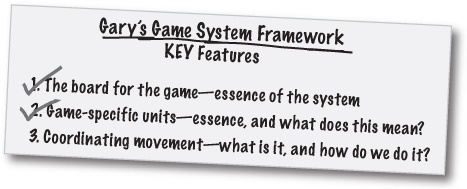 Gary's Game System Framework
KEY Features
1. The board for the game—essence of the system
2. Game-specific units—essence, and what does this mean?
3. Coordinating movement—what is it, and how do we do it?